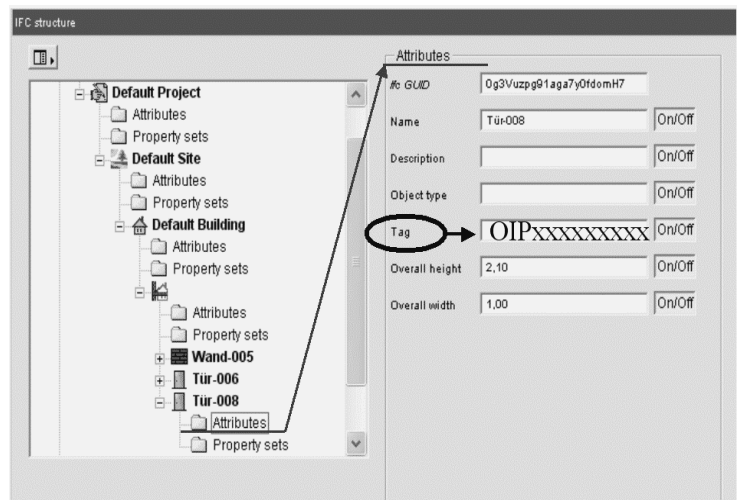 IFC structure
Default Project
Attributes
Property sets
Default Site
Attributes
Property sets
Default Building
Attributes
Property sets
Attributes
Property sets
Wand-005
Tür-006
Tür-008
Attributes
Property sets
Attributes
Ifc GUID 0g3Vuzpg91aga7y0fdomH7
Name Tür-008 On/Off
Description On/Off
Object type On/Off
Tag OIPxxxxxxxxxx On/Off
Overall height 2,10 On/Off
Overall width 1,00 On/Off